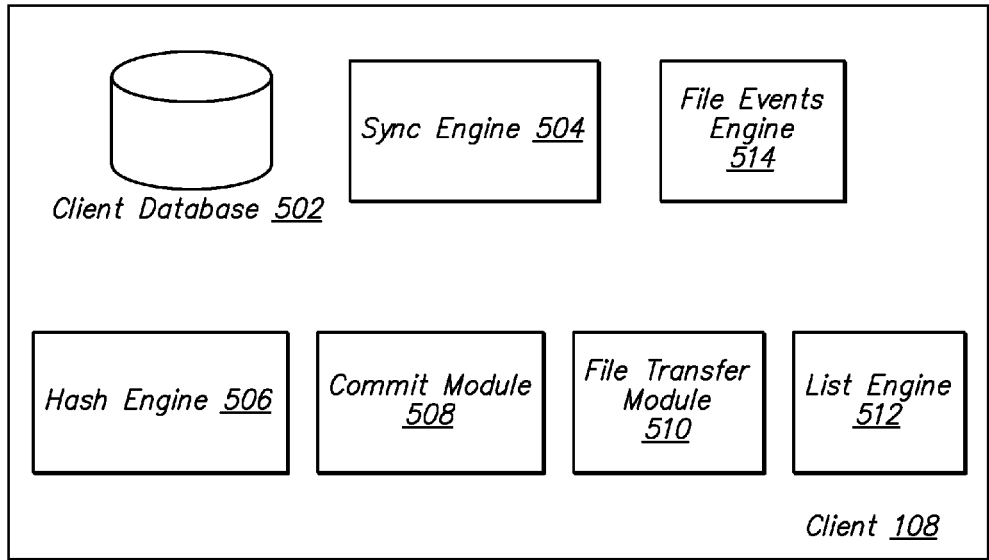 Sync Engine 504
File Events
Engine
514
Client Database 502
Hash Engine 506
Commit Module
508
File Transfer
Module
510
List Engine
512
Client 108